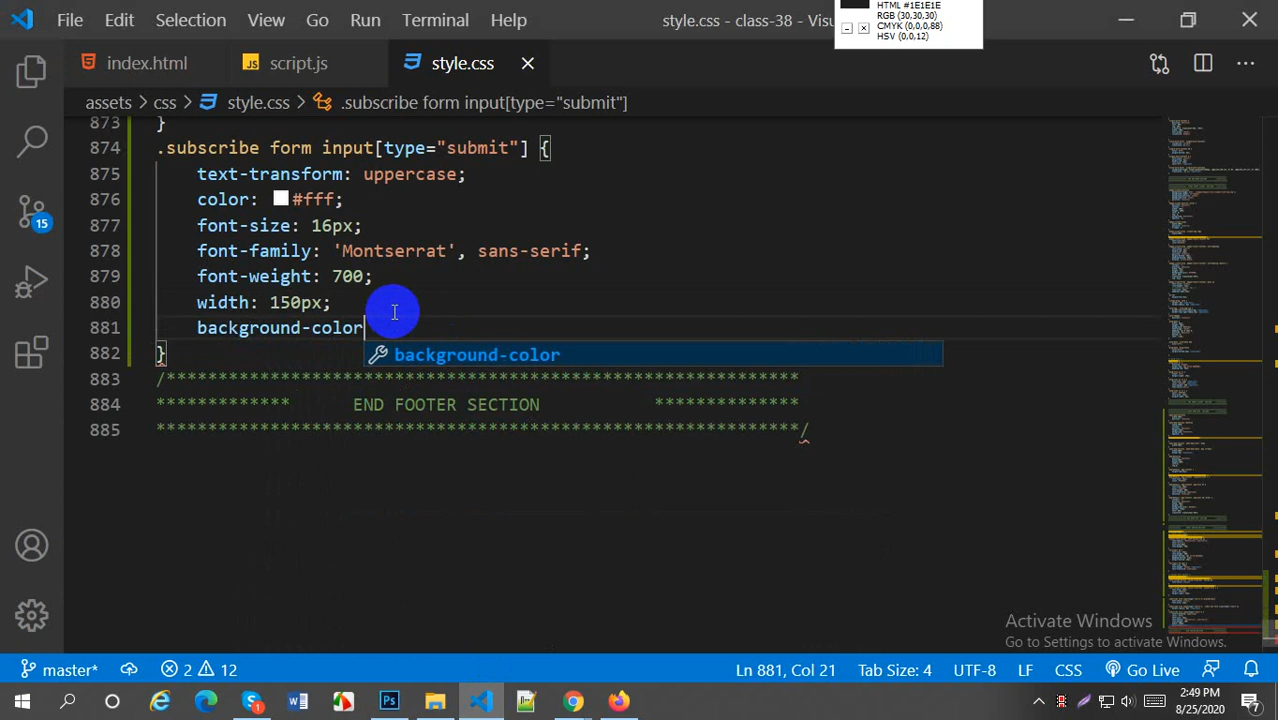 File Edit Selection View Go Run Terminal Help
style.css - class-38 - Visu
HTML #1E1E1E
RGB (30,30,30)
CMYK (0,0,0,88)
HSV (0,0,12)
index.html
JS script.js
style.css
assets > css > style.css > .subscribe form input[type="submit"]
873 }
874 .subscribe form input[type="submit"] {
875 text-transform: uppercase;
876 color: #fff;
877 font-size: 16px;
878 font-family: 'Montserrat', sans-serif;
879 font-weight: 700;
880 width: 150px;
881 background-color
background-color
882 }
883 /*************************************************************
884 ************* END FOOTER SECTION **************
885 **************************************************************/
15
Activate Windows
Go to Settings to activate Windows.
master* 2 12 Ln 881, Col 21 Tab Size: 4 UTF-8 LF CSS Go Live
2:49 PM
8/25/2020
7